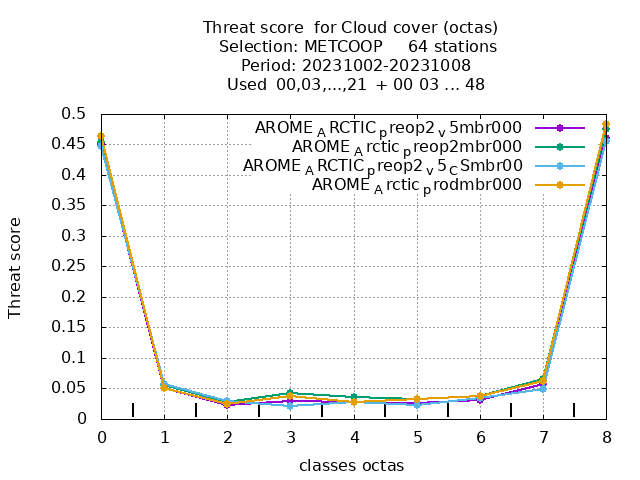 Threat score  for Cloud cover (octas)
Selection: METCOOP     64 stations
Period: 20231002-20231008
Used  00,03,...,21  + 00 03 ... 48
0.5
0.45
0.4
0.35
0.3
0.25
0.2
0.15
0.1
0.05
0
Threat score
AROME_ARCTIC_preop2_v5mbr000
AROME_Arctic_preop2mbr000
AROME_ARCTIC_preop2_v5_CSmbr00
AROME_Arctic_prodmbr000
0 1 2 3 4 5 6 7 8
classes octas